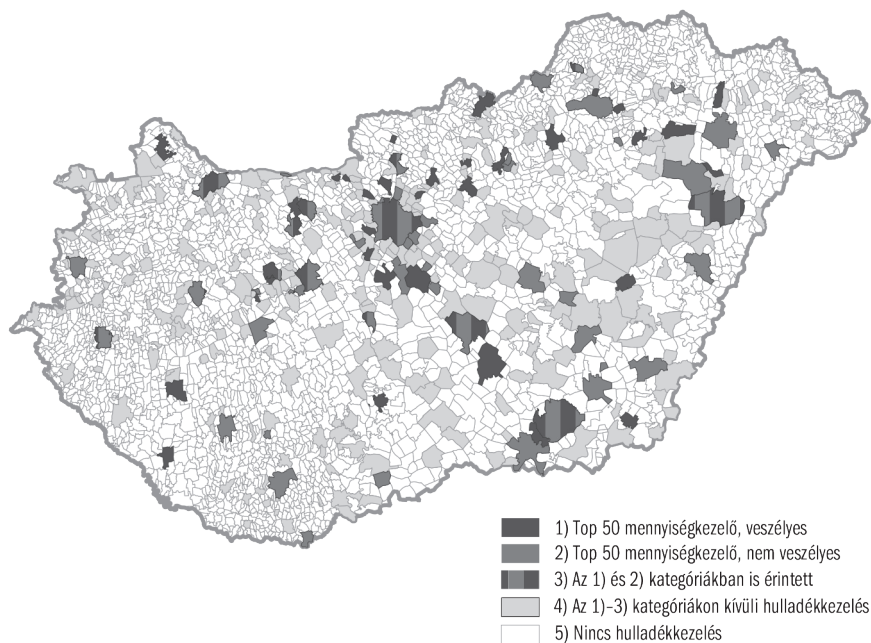 1) Top 50 mennyiségkezelő, veszélyes
2) Top 50 mennyiségkezelő, nem veszélyes
3) Az 1) és 2) kategóriákban is érintett
4) Az 1)–3) kategóriákon kívüli hulladékkezelés
5) Nincs hulladékkezelés